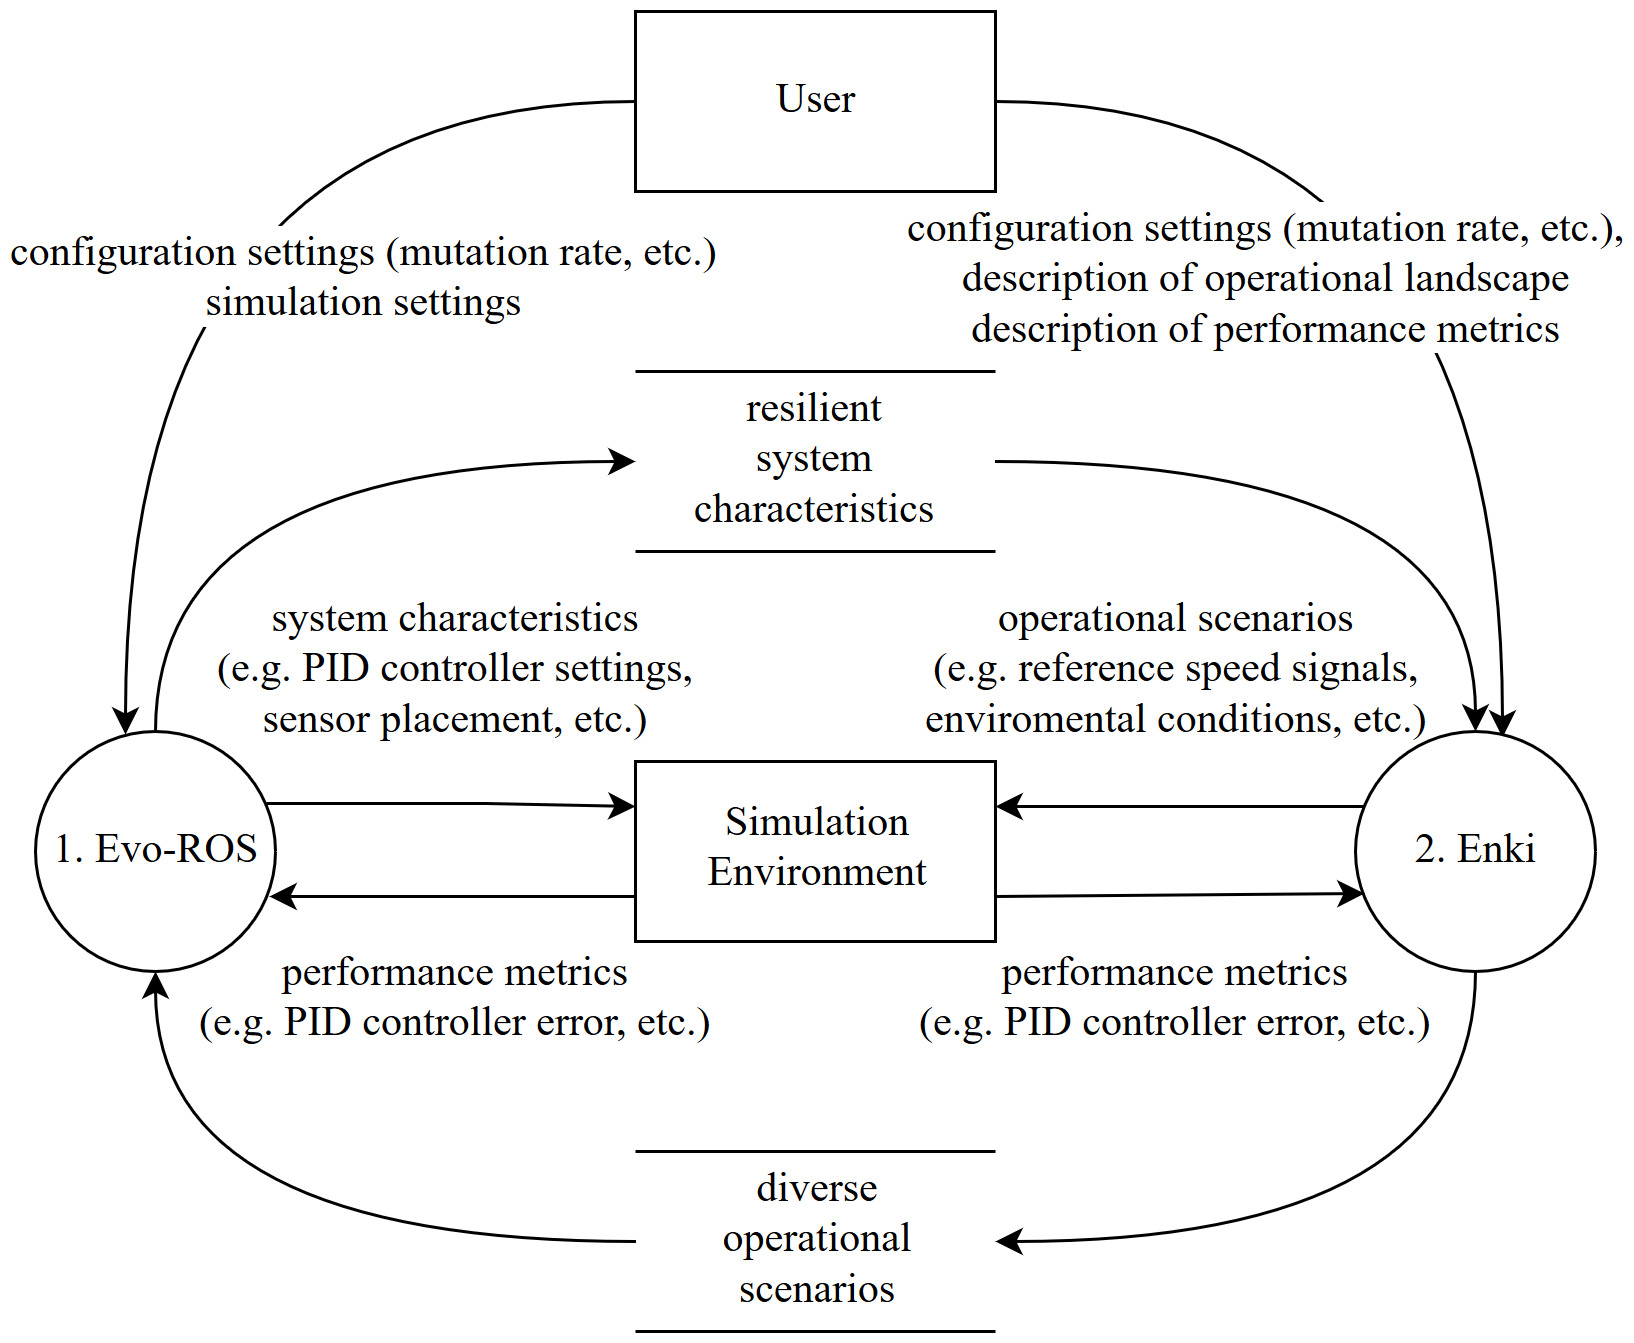 User
configuration settings (mutation rate, etc.)
simulation settings
configuration settings (mutation rate, etc.),
description of operational landscape
description of performance metrics
resilient
system
characteristics
system characteristics
(e.g. PID controller settings,
sensor placement, etc.)
operational scenarios
(e.g. reference speed signals,
enviromental conditions, etc.)
1. Evo-ROS
Simulation
Environment
2. Enki
performance metrics
(e.g. PID controller error, etc.)
performance metrics
(e.g. PID controller error, etc.)
diverse
operational
scenarios